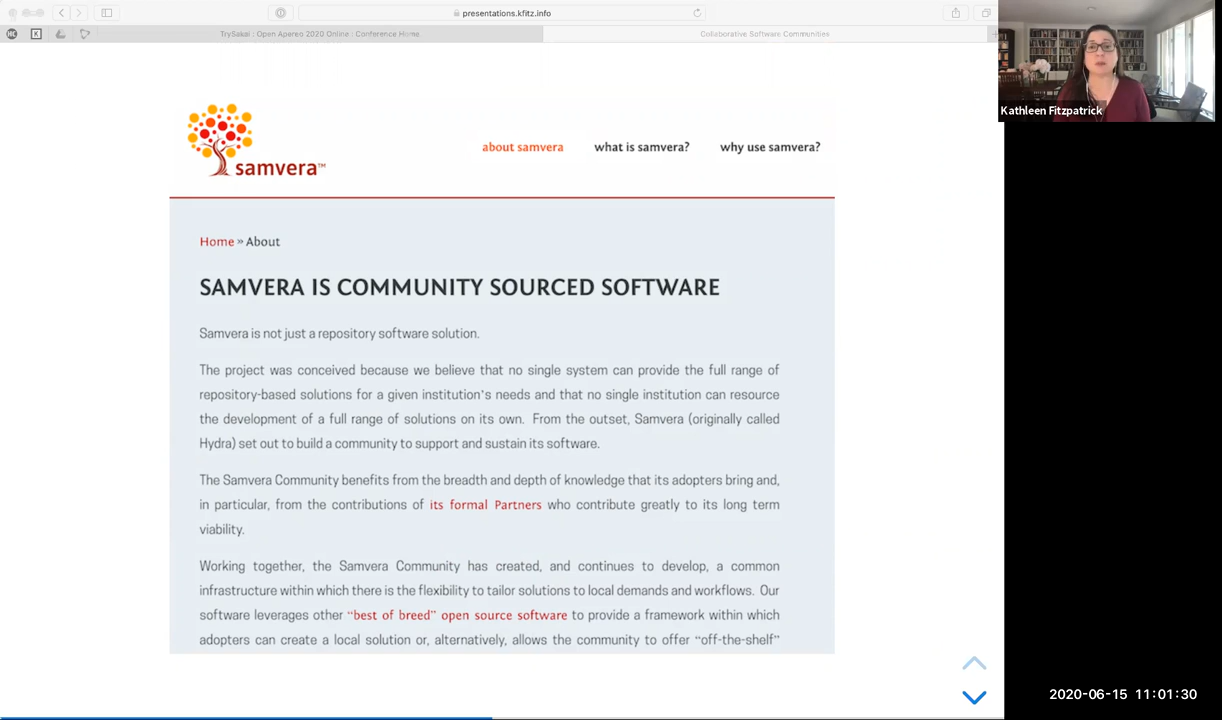 presentations.kfitz.info
TrySakai : Open Apereo 2020 Online : Conference Home
Collaborative Software Communities
Kathleen Fitzpatrick
samvera™
about samvera
what is samvera?
why use samvera?
Home » About
SAMVERA IS COMMUNITY SOURCED SOFTWARE
Samvera is not just a repository software solution.
The project was conceived because we believe that no single system can provide the full range of
repository-based solutions for a given institution's needs and that no single institution can resource
the development of a full range of solutions on its own. From the outset, Samvera (originally called
Hydra) set out to build a community to support and sustain its software.
The Samvera Community benefits from the breadth and depth of knowledge that its adopters bring and,
in particular, from the contributions of its formal Partners who contribute greatly to its long term
viability.
Working together, the Samvera Community has created, and continues to develop, a common
infrastructure within which there is the flexibility to tailor solutions to local demands and workflows. Our
software leverages other “best of breed” open source software to provide a framework within which
adopters can create a local solution or, alternatively, allows the community to offer “off-the-shelf”
2020-06-15 11:01:30